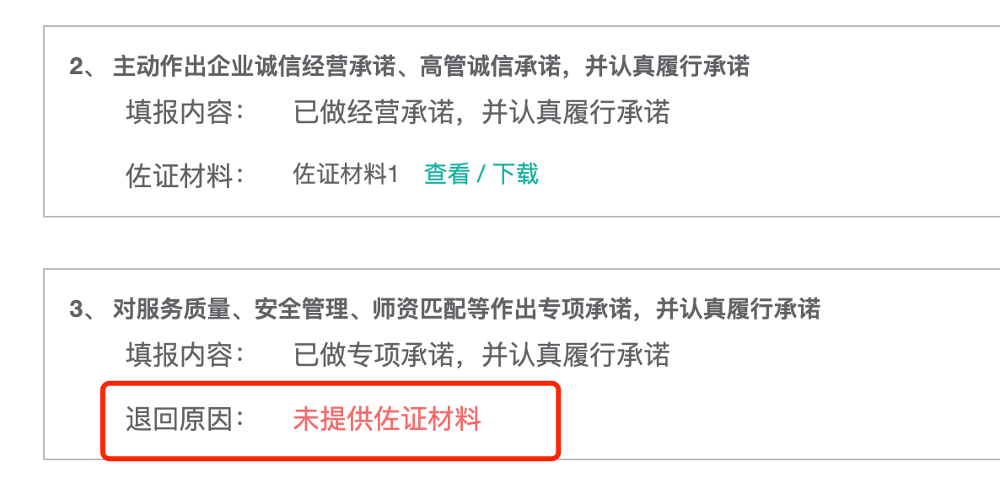 2、 主动作出企业诚信经营承诺、高管诚信承诺，并认真履行承诺
填报内容： 已做经营承诺，并认真履行承诺
佐证材料： 佐证材料1 查看 / 下载
3、 对服务质量、安全管理、师资匹配等作出专项承诺，并认真履行承诺
填报内容： 已做专项承诺，并认真履行承诺
退回原因： 未提供佐证材料